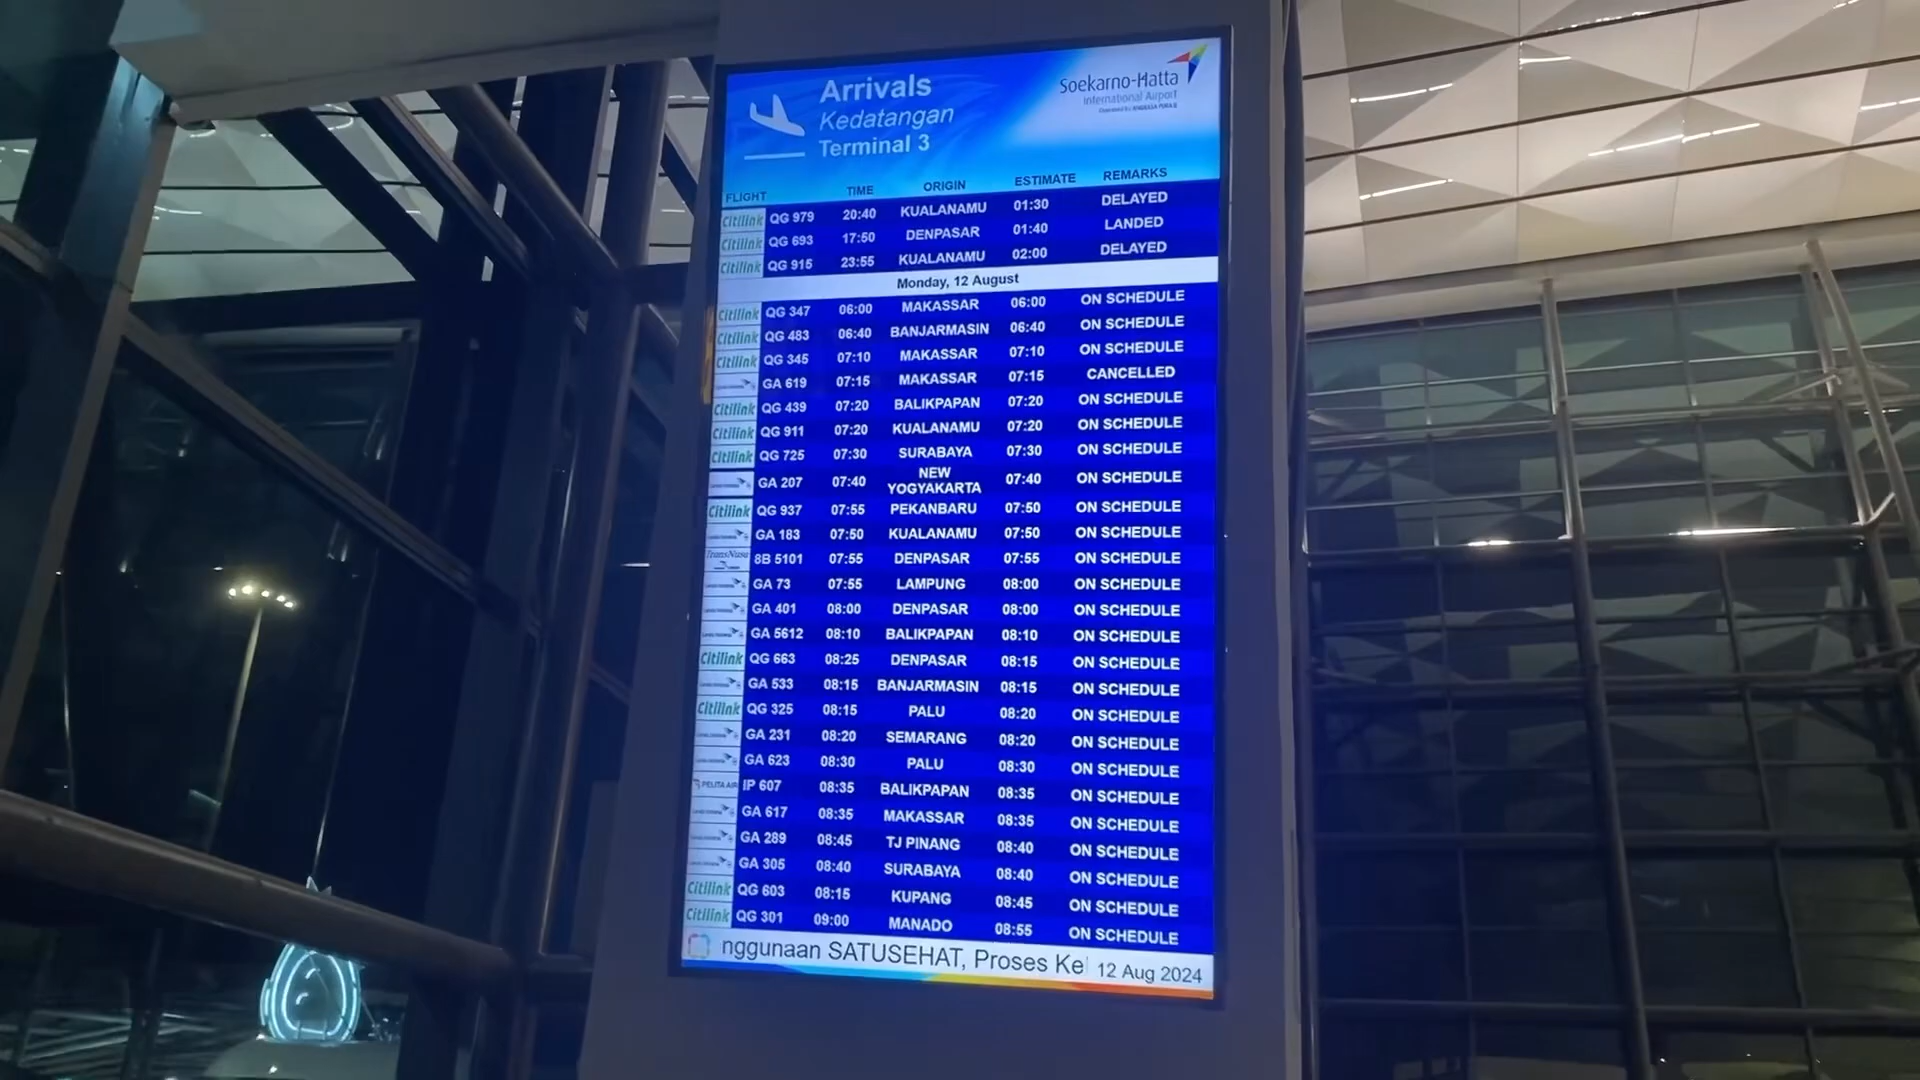 Arrivals
Kedatangan
Terminal 3
Soekarno-Hatta
International Airport
FLIGHT TIME ORIGIN ESTIMATE REMARKS
Citilink QG 979 20:40 KUALANAMU 01:30 DELAYED
Citilink QG 693 17:50 DENPASAR 01:40 LANDED
Citilink QG 915 23:55 KUALANAMU 02:00 DELAYED
Monday, 12 August
Citilink QG 347 06:00 MAKASSAR 06:00 ON SCHEDULE
Citilink QG 483 06:40 BANJARMASIN 06:40 ON SCHEDULE
Citilink QG 345 07:10 MAKASSAR 07:10 ON SCHEDULE
GA 619 07:15 MAKASSAR 07:15 CANCELLED
Citilink QG 439 07:20 BALIKPAPAN 07:20 ON SCHEDULE
Citilink QG 911 07:20 KUALANAMU 07:20 ON SCHEDULE
Citilink QG 725 07:30 SURABAYA 07:30 ON SCHEDULE
GA 207 07:40 NEW YOGYAKARTA 07:40 ON SCHEDULE
Citilink QG 937 07:55 PEKANBARU 07:50 ON SCHEDULE
GA 183 07:50 KUALANAMU 07:50 ON SCHEDULE
TransNusa 8B 5101 07:55 DENPASAR 07:55 ON SCHEDULE
GA 73 07:55 LAMPUNG 08:00 ON SCHEDULE
GA 401 08:00 DENPASAR 08:00 ON SCHEDULE
GA 5612 08:10 BALIKPAPAN 08:10 ON SCHEDULE
Citilink QG 663 08:25 DENPASAR 08:15 ON SCHEDULE
GA 533 08:15 BANJARMASIN 08:15 ON SCHEDULE
Citilink QG 325 08:15 PALU 08:20 ON SCHEDULE
GA 231 08:20 SEMARANG 08:20 ON SCHEDULE
GA 623 08:30 PALU 08:30 ON SCHEDULE
PELITA AIR IP 607 08:35 BALIKPAPAN 08:35 ON SCHEDULE
GA 617 08:35 MAKASSAR 08:35 ON SCHEDULE
GA 289 08:45 TJ PINANG 08:40 ON SCHEDULE
GA 305 08:40 SURABAYA 08:40 ON SCHEDULE
Citilink QG 603 08:15 KUPANG 08:45 ON SCHEDULE
Citilink QG 301 09:00 MANADO 08:55 ON SCHEDULE
nggunaan SATUSEHAT, Proses Ke 12 Aug 2024